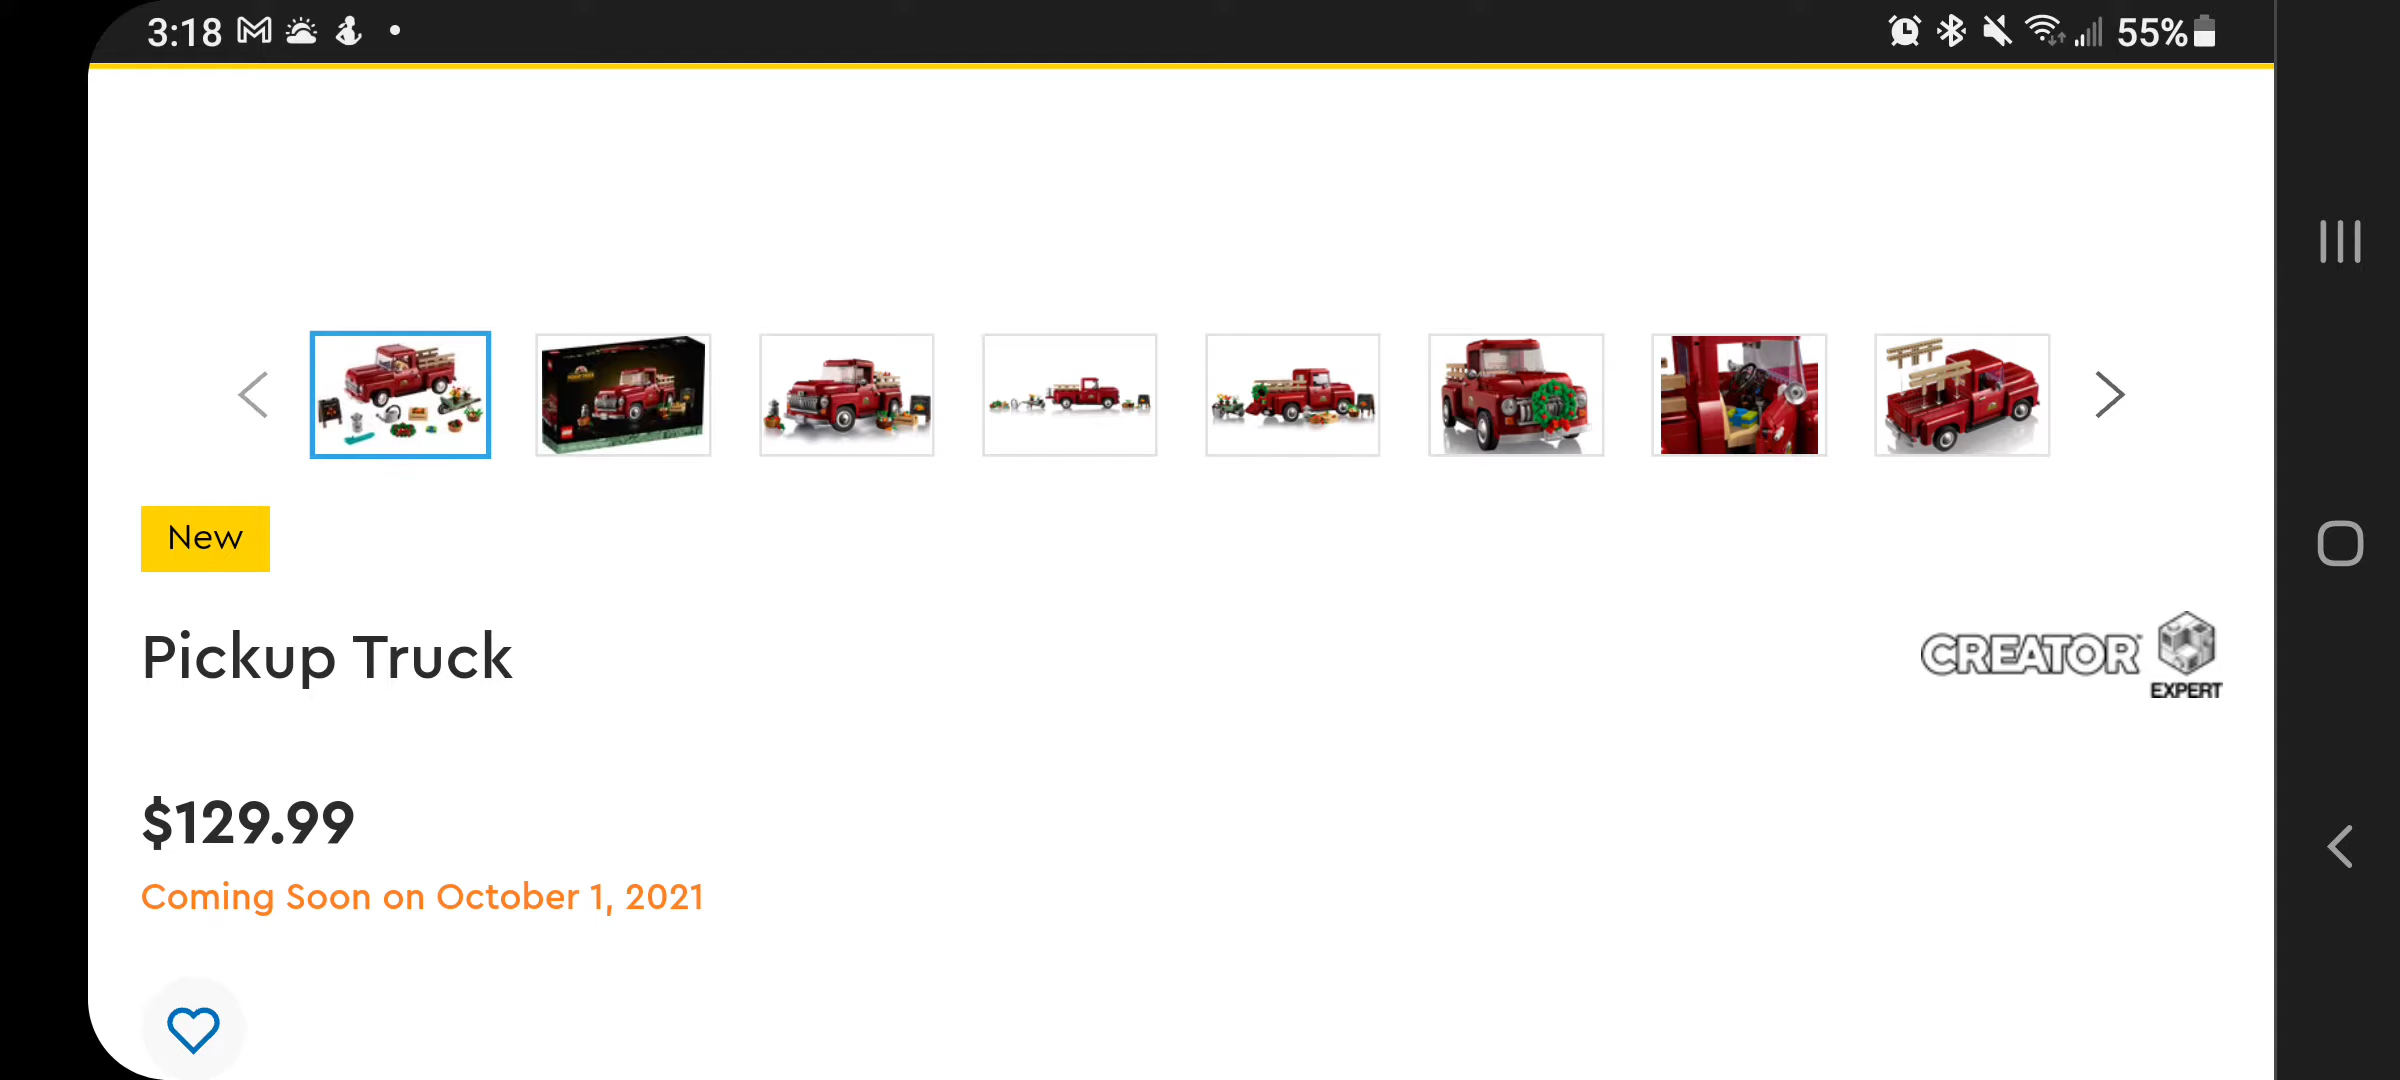 3:18
55%
New
Pickup Truck
CREATOR
EXPERT
$129.99
Coming Soon on October 1, 2021